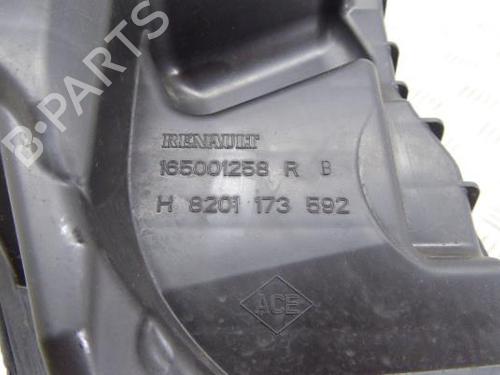 B-PARTS
RENAULT
165001258 R B
H 8201 173 592
ACE